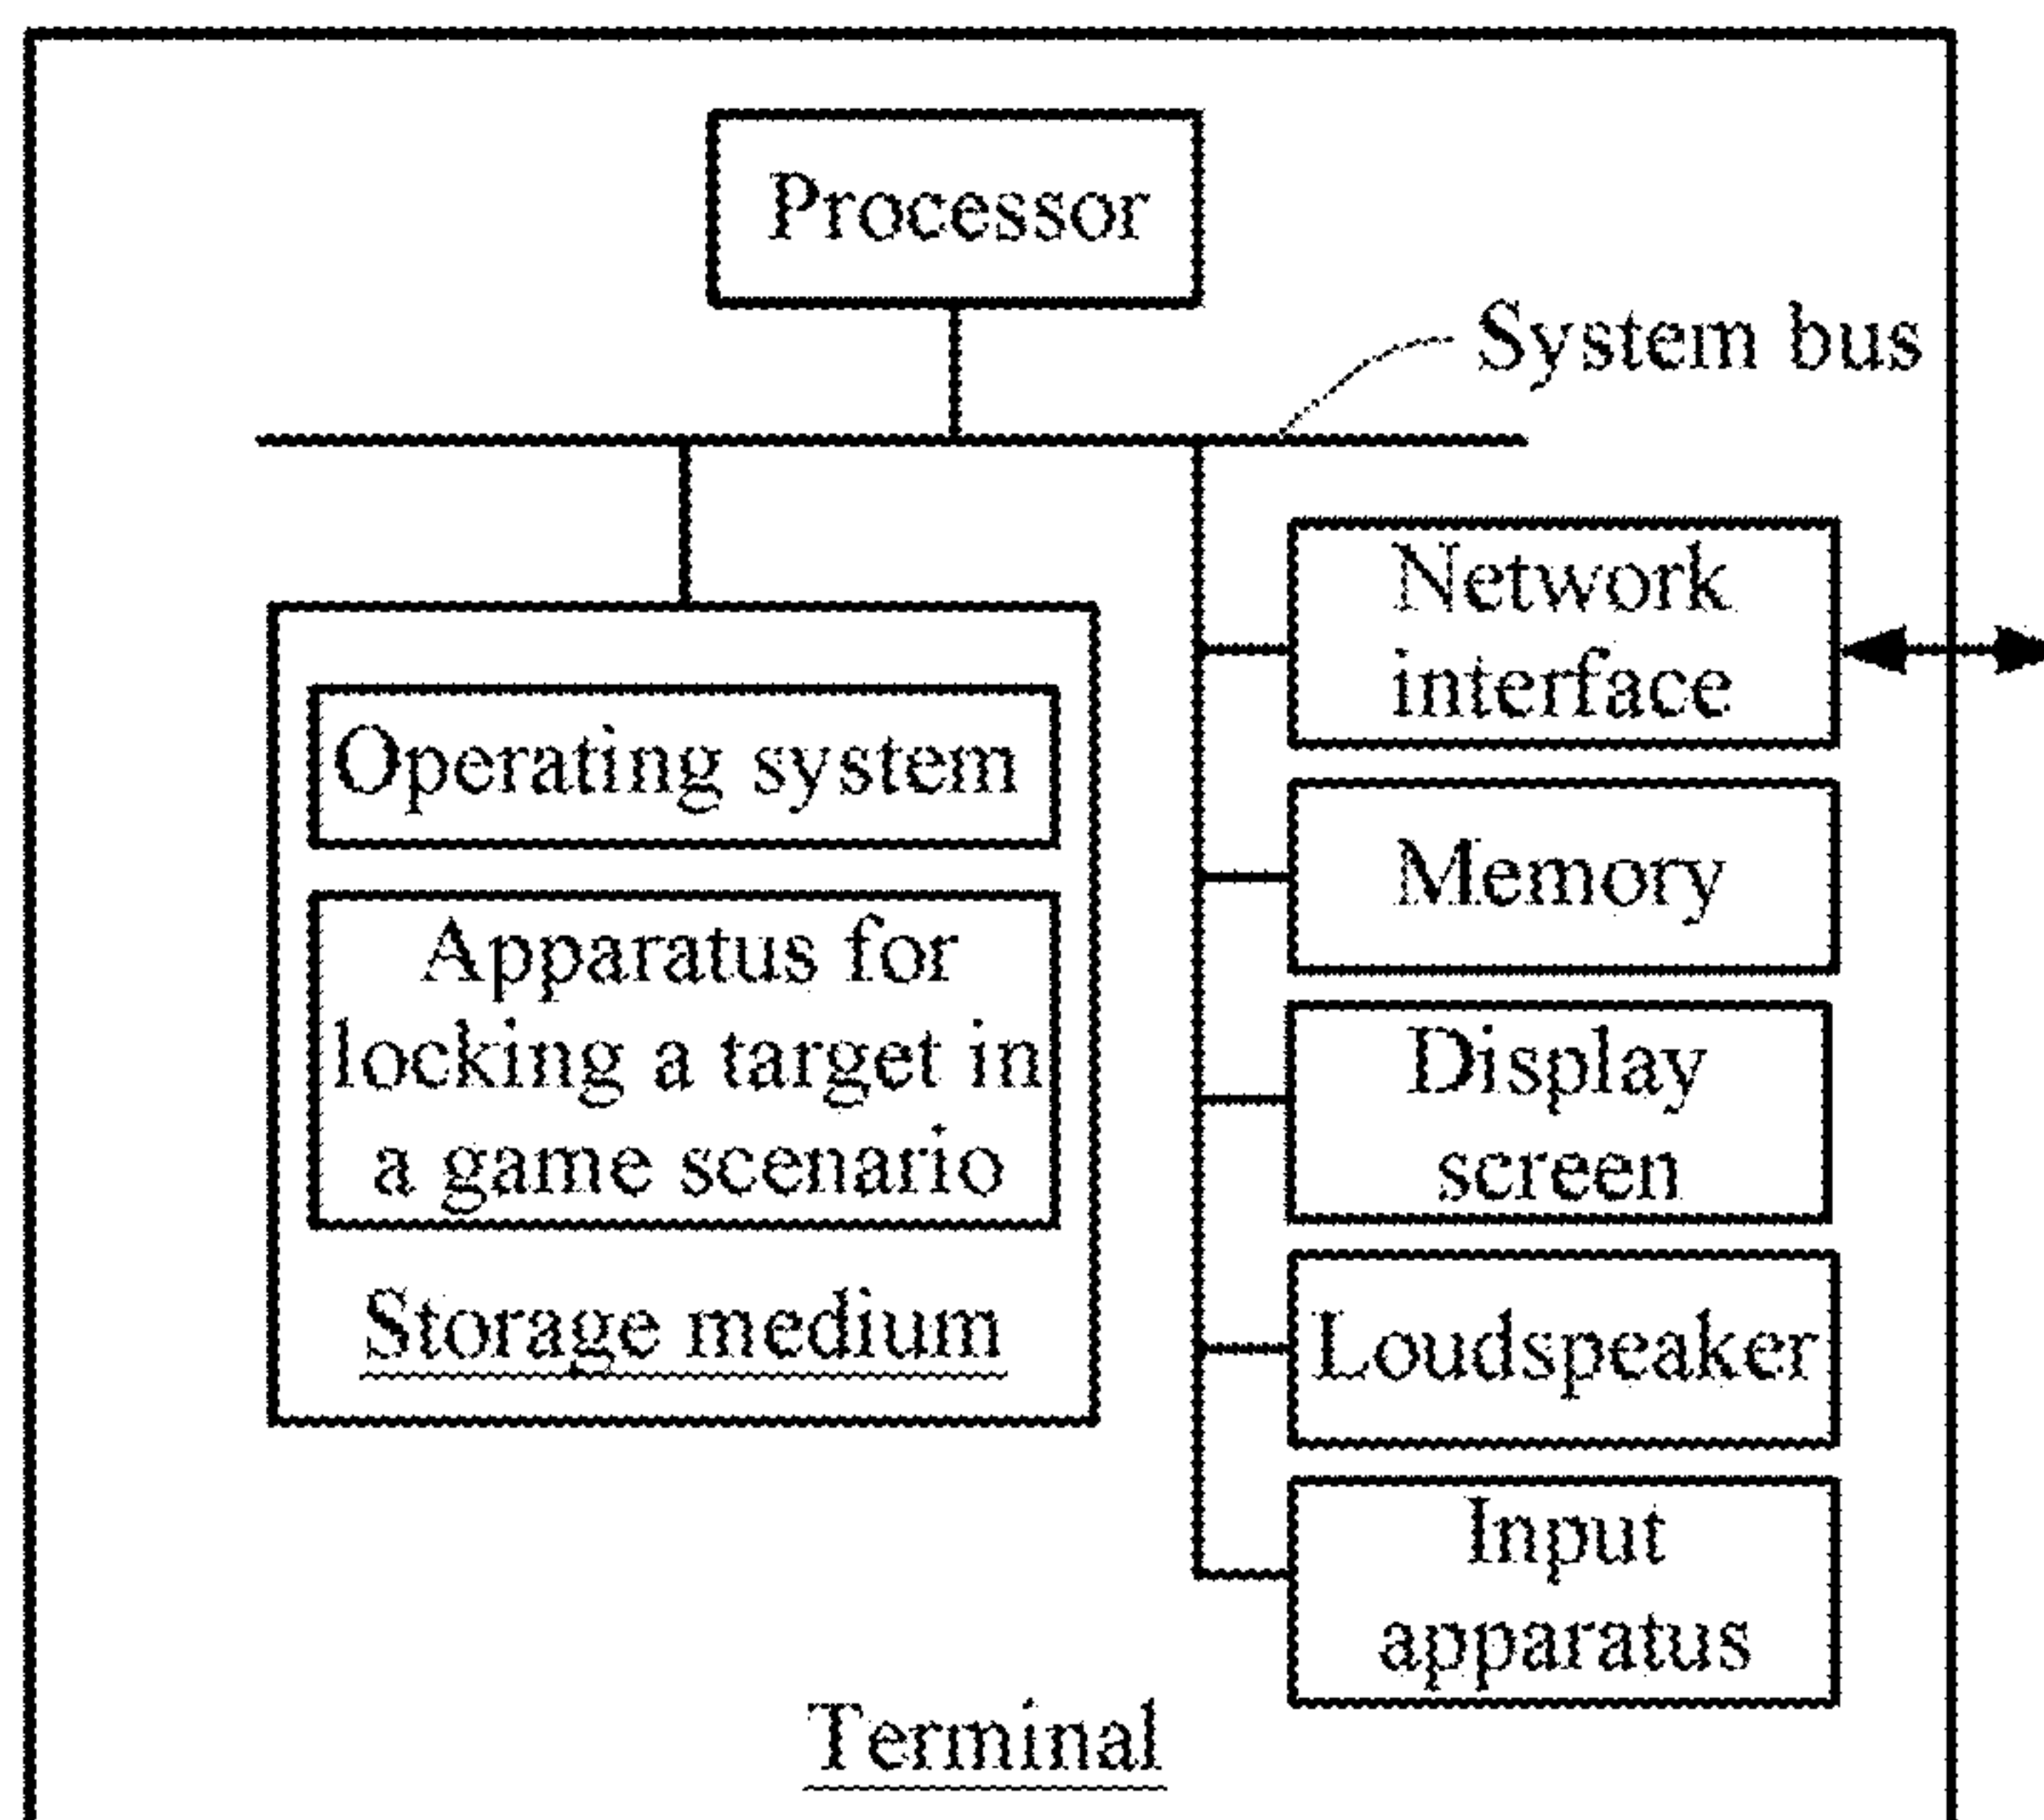 Processor
System bus
Operating system
Apparatus for
locking a target in
a game scenario
Storage medium
Network
interface
Memory
Display
screen
Loudspeaker
Input
apparatus
Terminal